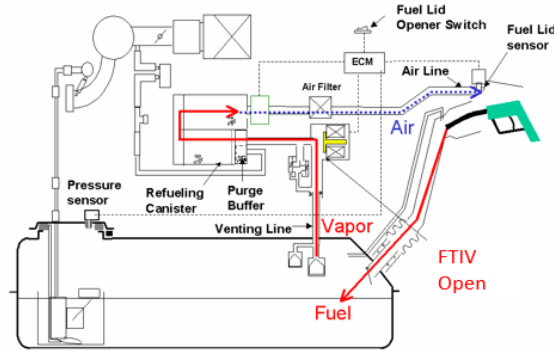 Fuel Lid
Opener Switch
Fuel Lid
sensor
ECM
Air Line
Air Filter
Air
Pressure
sensor
Refueling
Canister
Purge
Buffer
Venting Line
Vapor
FTIV
Open
Fuel